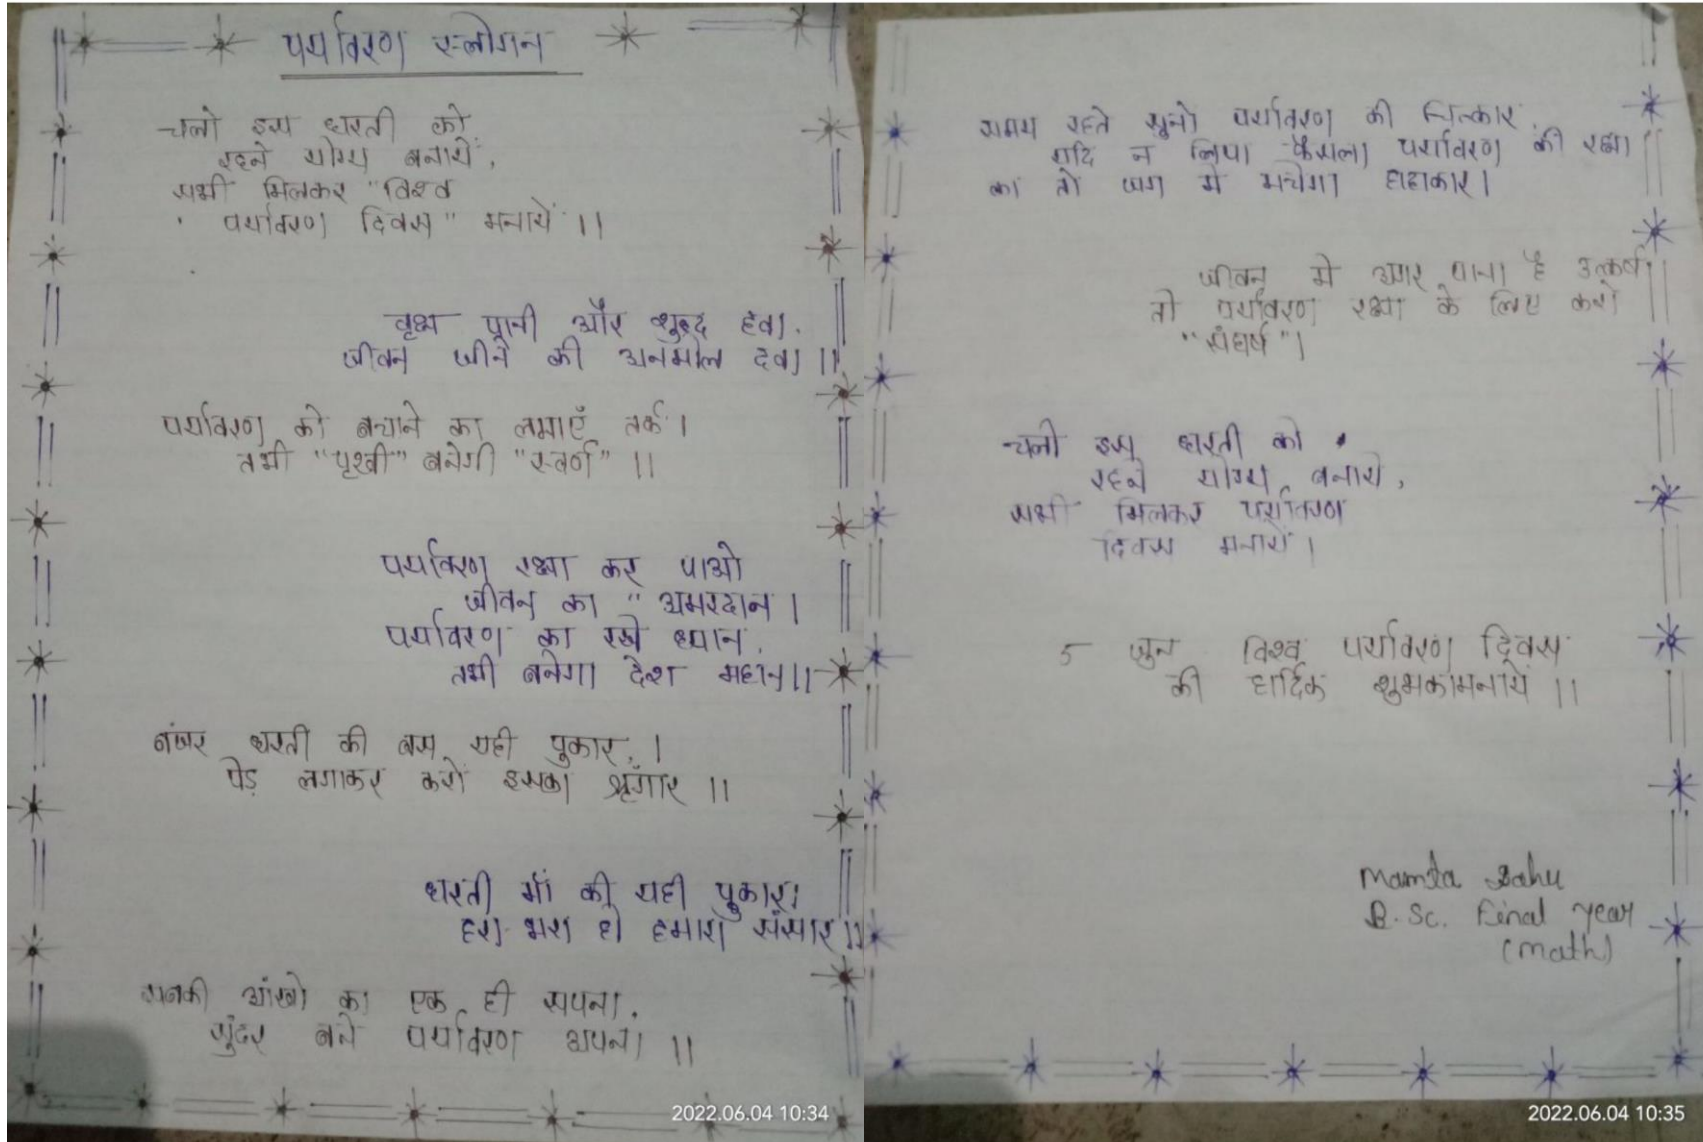 पर्यावरण स्लोगन
चलो इस धरती को,
रहने योग्य बनायें,
सभी मिलकर "विश्व
पर्यावरण दिवस" मनायें ।।
वृक्ष पानी और शुद्ध हवा,
जीवन जीने की अनमोल दवा ।।
पर्यावरण को बचाने का लगाएँ तर्क ।
तभी "पृथ्वी" बनेगी "स्वर्ण" ।।
पर्यावरण रक्षा कर पाओ
जीवन का " अमरदान ।
पर्यावरण का रखे ध्यान,
तभी बनेगा देश महान ।।
बंजर धरती की बस यही पुकार, ।
पेड़ लगाकर करों इसका श्रृंगार ।।
धरती माँ की यही पुकार।
हरा भरा हो हमारा संसार ।।
सबकी आंखो का एक ही सपना,
सुंदर बने पर्यावरण अपना ।।
2022.06.04 10:34
समय रहते सुनो पर्यावरण की चित्कार,
यदि न लिया फैसला पर्यावरण की रक्षा
का तो जग मे मचेगा हाहाकार।
जीवन मे अगर पाना है उत्कर्ष
तो पर्यावरण रक्षा के लिए करो
"संघर्ष"।
चलो इस धरती को
रहने योग्य बनाये,
सभी मिलकर पर्यावरण
दिवस मनायें।
5 जुन विश्व पर्यावरण दिवस
की हार्दिक शुभकामनायें ।।
Mamta Sahu
B.Sc. Final year
(math)
2022.06.04 10:35